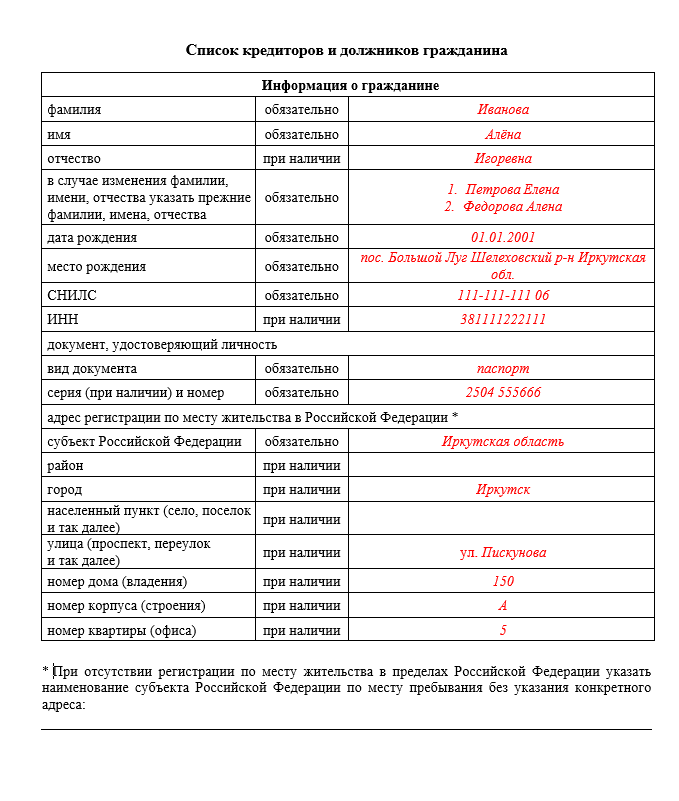 Список кредиторов и должников гражданина
Информация о гражданине
фамилия обязательно Иванова
имя обязательно Алёна
отчество при наличии Игоревна
в случае изменения фамилии,
имени, отчества указать прежние
фамилии, имена, отчества
обязательно
1. Петрова Елена
2. Федорова Алена
дата рождения обязательно 01.01.2001
место рождения обязательно
пос. Большой Луг Шелеховский р-н Иркутская
обл.
СНИЛС обязательно 111-111-111 06
ИНН при наличии 381111222111
документ, удостоверяющий личность
вид документа обязательно паспорт
серия (при наличии) и номер обязательно 2504 555666
адрес регистрации по месту жительства в Российской Федерации *
субъект Российской Федерации обязательно Иркутская область
район при наличии
город при наличии Иркутск
населенный пункт (село, поселок
и так далее)
при наличии
улица (проспект, переулок
и так далее)
при наличии ул. Пискунова
номер дома (владения) при наличии 150
номер корпуса (строения) при наличии А
номер квартиры (офиса) при наличии 5
* При отсутствии регистрации по месту жительства в пределах Российской Федерации указать
наименование субъекта Российской Федерации по месту пребывания без указания конкретного
адреса: